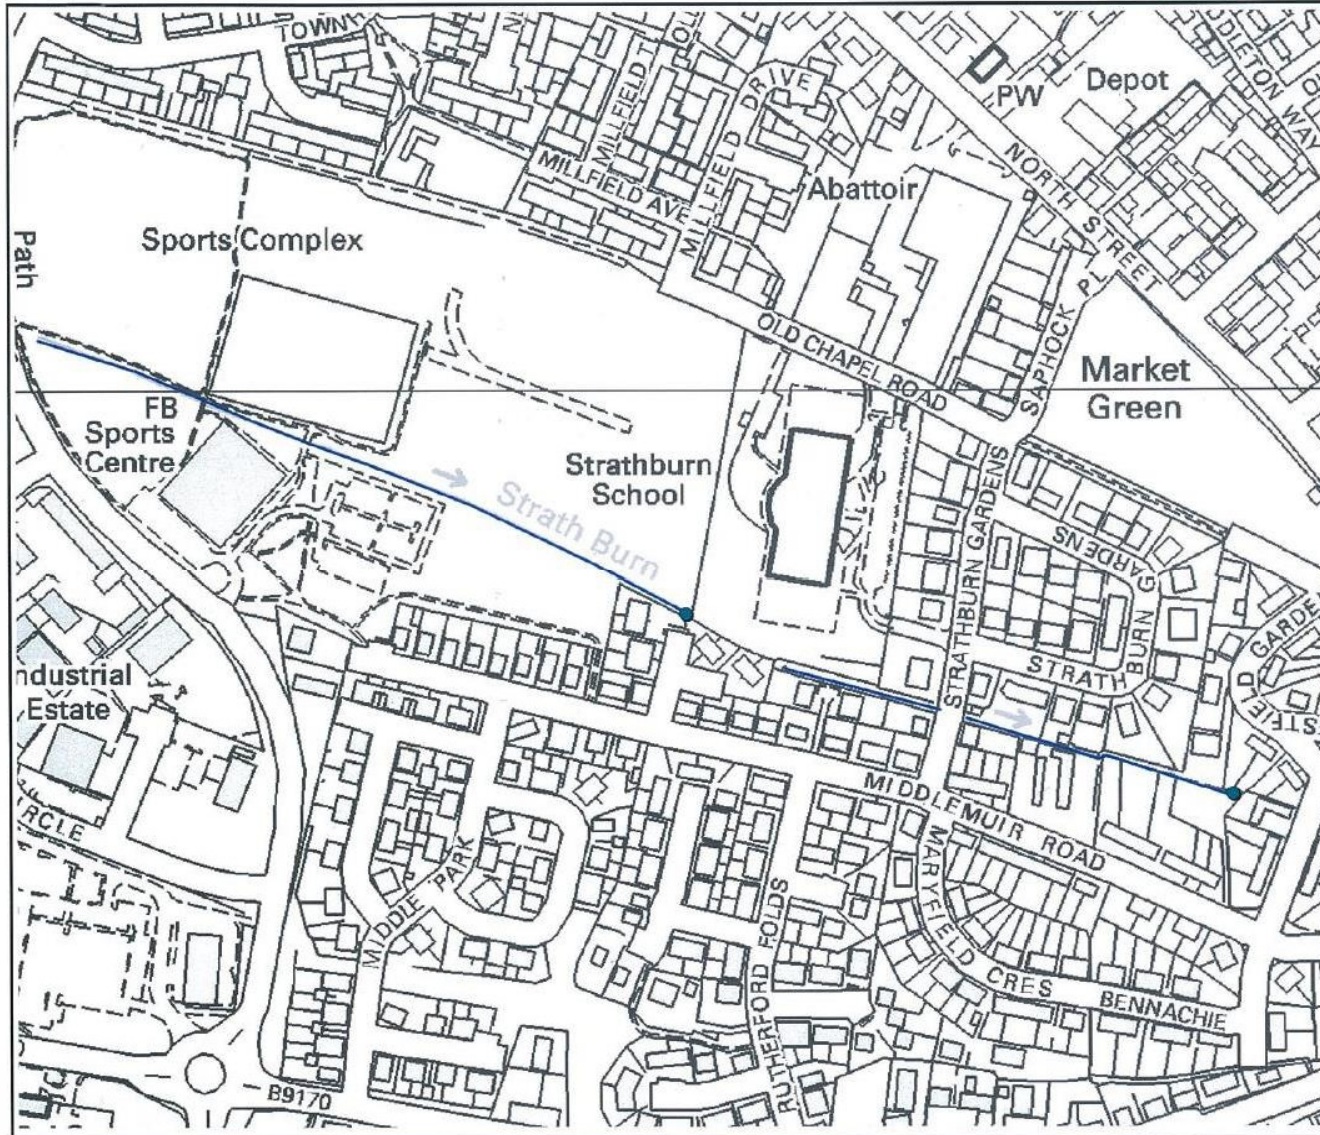 TOWN
MILLFIELD
MILLFIELD AVE
MILLFIELD DRIVE
PW
Depot
NORTH STREET
Abattoir
Path
Sports Complex
OLD CHAPEL ROAD
SAPHOCK PL
Market
Green
FB
Sports
Centre
Strathburn
School
Strath Burn
STRATHBURN GARDENS
GARDENS
STRATH
BURN
Industrial
Estate
MIDDLEMUIR ROAD
MIDDLE PARK
MARYFIELD CRES
BENNACHIE
RUTHERFORD FOLDS
B9170